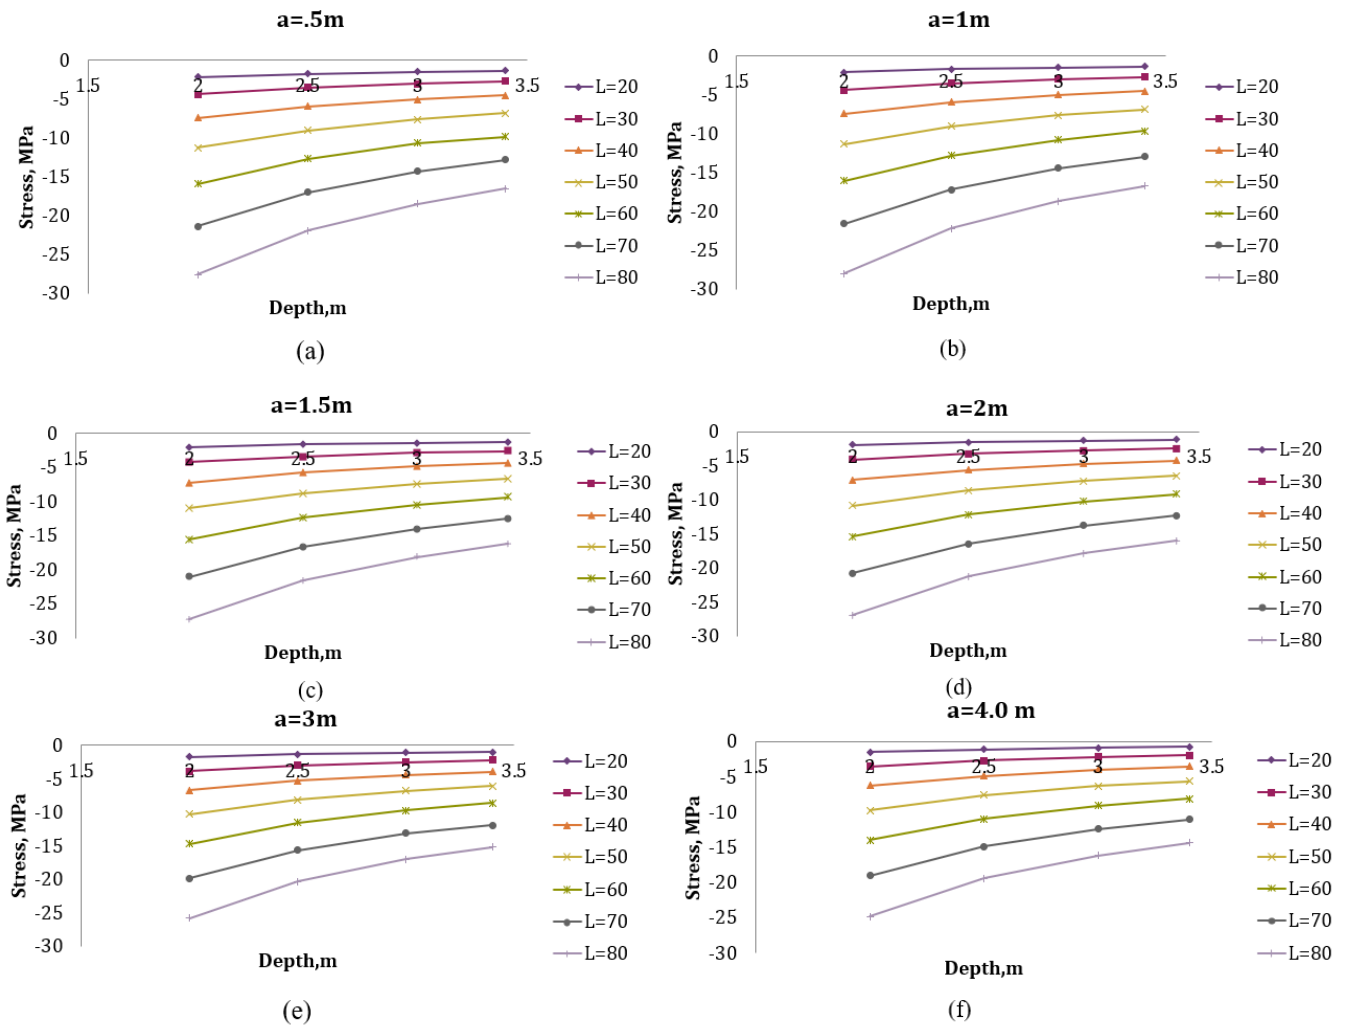 a=.5m
0
1.5
2
2.5
3
3.5
-5
-10
-15
-20
-25
-30
Stress, MPa
Depth,m
L=20
L=30
L=40
L=50
L=60
L=70
L=80
(a)
a=1m
0
1.5
2
2.5
3
3.5
-5
-10
-15
-20
-25
-30
Stress, MPa
Depth,m
L=20
L=30
L=40
L=50
L=60
L=70
L=80
(b)
a=1.5m
0
1.5
2
2.5
3
3.5
-5
-10
-15
-20
-25
-30
Stress, MPa
Depth,m
L=20
L=30
L=40
L=50
L=60
L=70
L=80
(c)
a=2m
0
1.5
2
2.5
3
3.5
-5
-10
-15
-20
-25
-30
Stress, MPa
Depth,m
L=20
L=30
L=40
L=50
L=60
L=70
L=80
(d)
a=3m
0
1.5
2
2.5
3
3.5
-5
-10
-15
-20
-25
-30
Stress, MPa
Depth,m
L=20
L=30
L=40
L=50
L=60
L=70
L=80
(e)
a=4.0 m
0
1.5
2
2.5
3
3.5
-5
-10
-15
-20
-25
-30
Stress, MPa
Depth,m
L=20
L=30
L=40
L=50
L=60
L=70
L=80
(f)